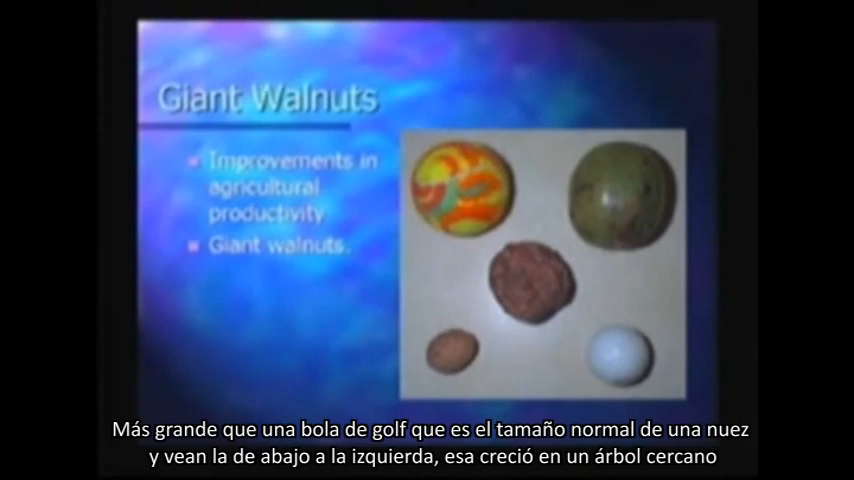 Giant Walnuts
Improvements in
agricultural
productivity
Giant walnuts.
Más grande que una bola de golf que es el tamaño normal de una nuez
y vean la de abajo a la izquierda, esa creció en un árbol cercano